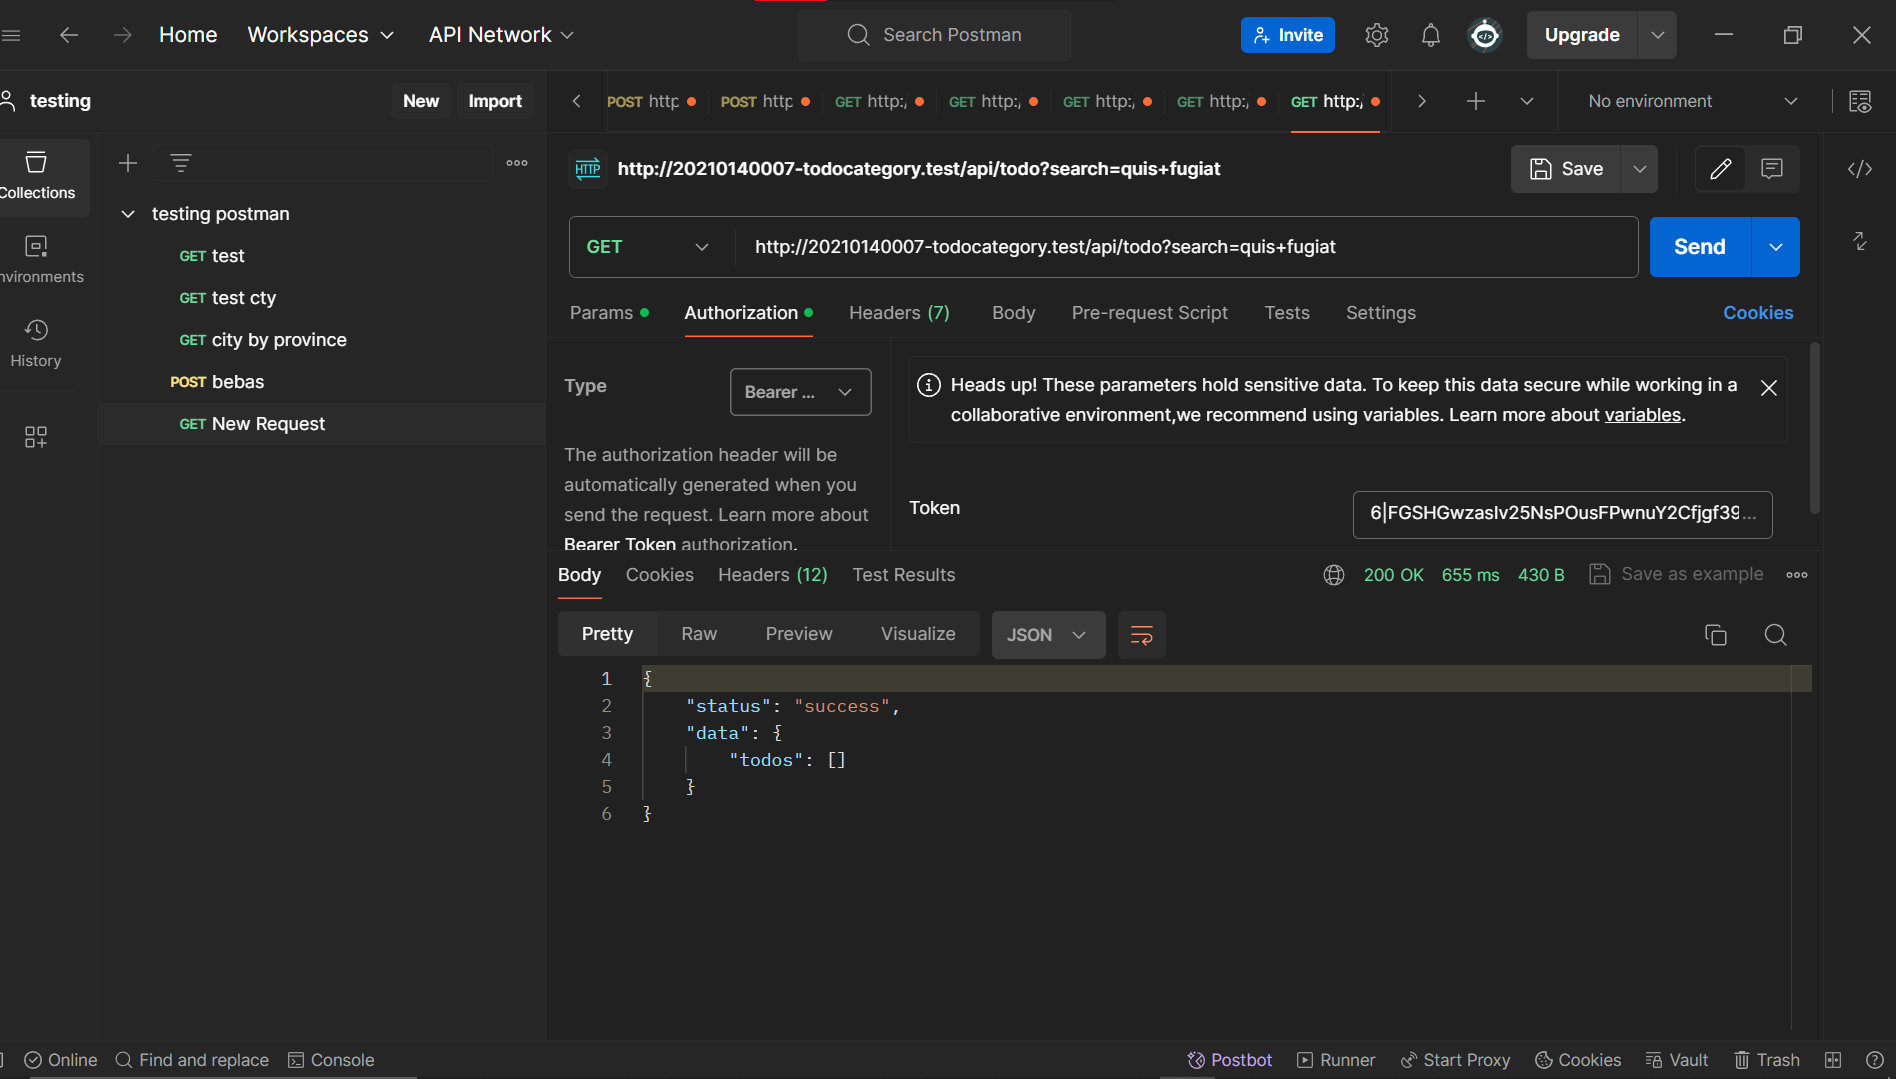 Home Workspaces API Network Search Postman Invite Upgrade
testing New Import POST http POST http GET http:/ GET http:/ GET http:/ GET http:/ GET http:/ No environment
Collections
nvironments
History
testing postman
GET test
GET test cty
GET city by province
POST bebas
GET New Request
HTTP http://20210140007-todocategory.test/api/todo?search=quis+fugiat Save
GET http://20210140007-todocategory.test/api/todo?search=quis+fugiat Send
Params Authorization Headers (7) Body Pre-request Script Tests Settings Cookies
Type Bearer ...
The authorization header will be
automatically generated when you
send the request. Learn more about
Bearer Token authorization.
Heads up! These parameters hold sensitive data. To keep this data secure while working in a
collaborative environment,we recommend using variables. Learn more about variables.
Token 6|FGSHGwzasIv25NsPOusFPwnuY2Cfjgf39...
Body Cookies Headers (12) Test Results 200 OK 655 ms 430 B Save as example
Pretty Raw Preview Visualize JSON
1 {
2 "status": "success",
3 "data": {
4 "todos": []
5 }
6 }
Online Find and replace Console Postbot Runner Start Proxy Cookies Vault Trash